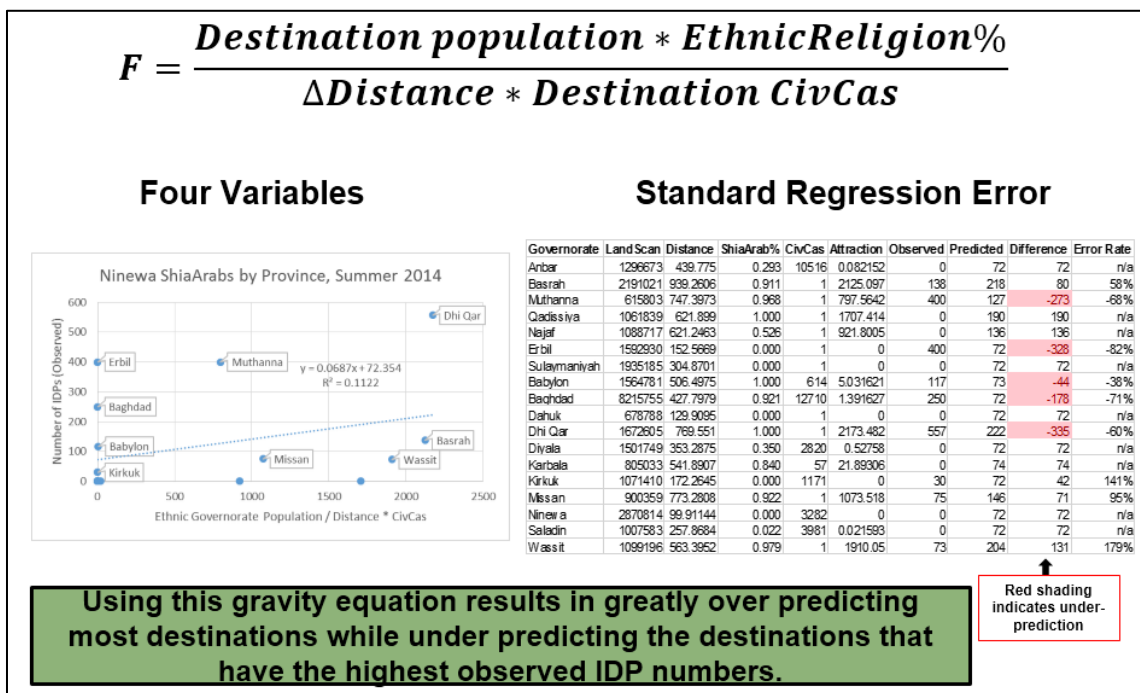 F = Destination population * EthnicReligion% / ΔDistance * Destination CivCas
Four Variables
Standard Regression Error
Ninewa ShiaArabs by Province, Summer 2014
Number of IDPs (Observed)
600
500
400
300
200
100
0
Dhi Qar
Erbil
Muthanna
y = 0.0687x + 72.354
R² = 0.1122
Baghdad
Babylon
Basrah
Missan
Wassit
Kirkuk
0 500 1000 1500 2000 2500
Ethnic Governorate Population / Distance * CivCas
Governorate LandScan Distance ShiaArab% CivCas Attraction Observed Predicted Difference Error Rate
Anbar 1296673 439.775 0.293 10516 0.082152 0 72 72 n/a
Basrah 2191021 939.2606 0.911 1 2125.097 138 218 80 58%
Muthanna 615803 747.3973 0.968 1 797.5642 400 127 -273 -68%
Qadissiya 1061839 621.899 1.000 1 1707.414 0 190 190 n/a
Najaf 1088717 621.2463 0.526 1 921.8005 0 136 136 n/a
Erbil 1592930 152.5669 0.000 1 0 400 72 -328 -82%
Sulaymaniyah 1935185 304.8701 0.000 1 0 0 72 72 n/a
Babylon 1564781 506.4975 1.000 614 5.031621 117 73 -44 -38%
Baghdad 8215755 427.7979 0.921 12710 1.391627 250 72 -178 -71%
Dahuk 678788 129.9095 0.000 1 0 0 72 72 n/a
Dhi Qar 1672605 769.551 1.000 1 2173.482 557 222 -335 -60%
Diyala 1501749 353.2875 0.350 2820 0.52758 0 72 72 n/a
Karbala 805033 541.8907 0.840 57 21.89306 0 74 74 n/a
Kirkuk 1071410 172.2645 0.000 1171 0 30 72 42 141%
Missan 900359 773.2808 0.922 1 1073.518 75 146 71 95%
Ninewa 2870814 99.91144 0.000 3282 0 0 72 72 n/a
Saladin 1007583 257.8684 0.022 3981 0.021593 0 72 72 n/a
Wassit 1099196 563.3952 0.979 1 1910.05 73 204 131 179%
Red shading
indicates under-
prediction
Using this gravity equation results in greatly over predicting
most destinations while under predicting the destinations that
have the highest observed IDP numbers.